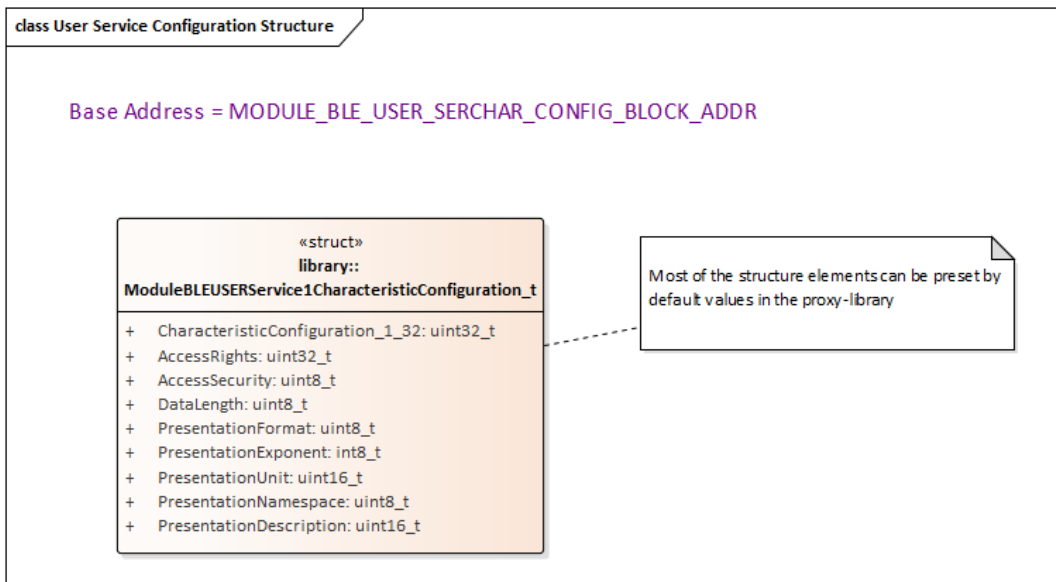 class User Service Configuration Structure
Base Address = MODULE_BLE_USER_SERCHAR_CONFIG_BLOCK_ADDR
«struct»
library::
ModuleBLEUSERService1CharacteristicConfiguration_t
+ CharacteristicConfiguration_1_32: uint32_t
+ AccessRights: uint32_t
+ AccessSecurity: uint8_t
+ DataLength: uint8_t
+ PresentationFormat: uint8_t
+ PresentationExponent: int8_t
+ PresentationUnit: uint16_t
+ PresentationNamespace: uint8_t
+ PresentationDescription: uint16_t
Most of the structure elements can be preset by
default values in the proxy-library